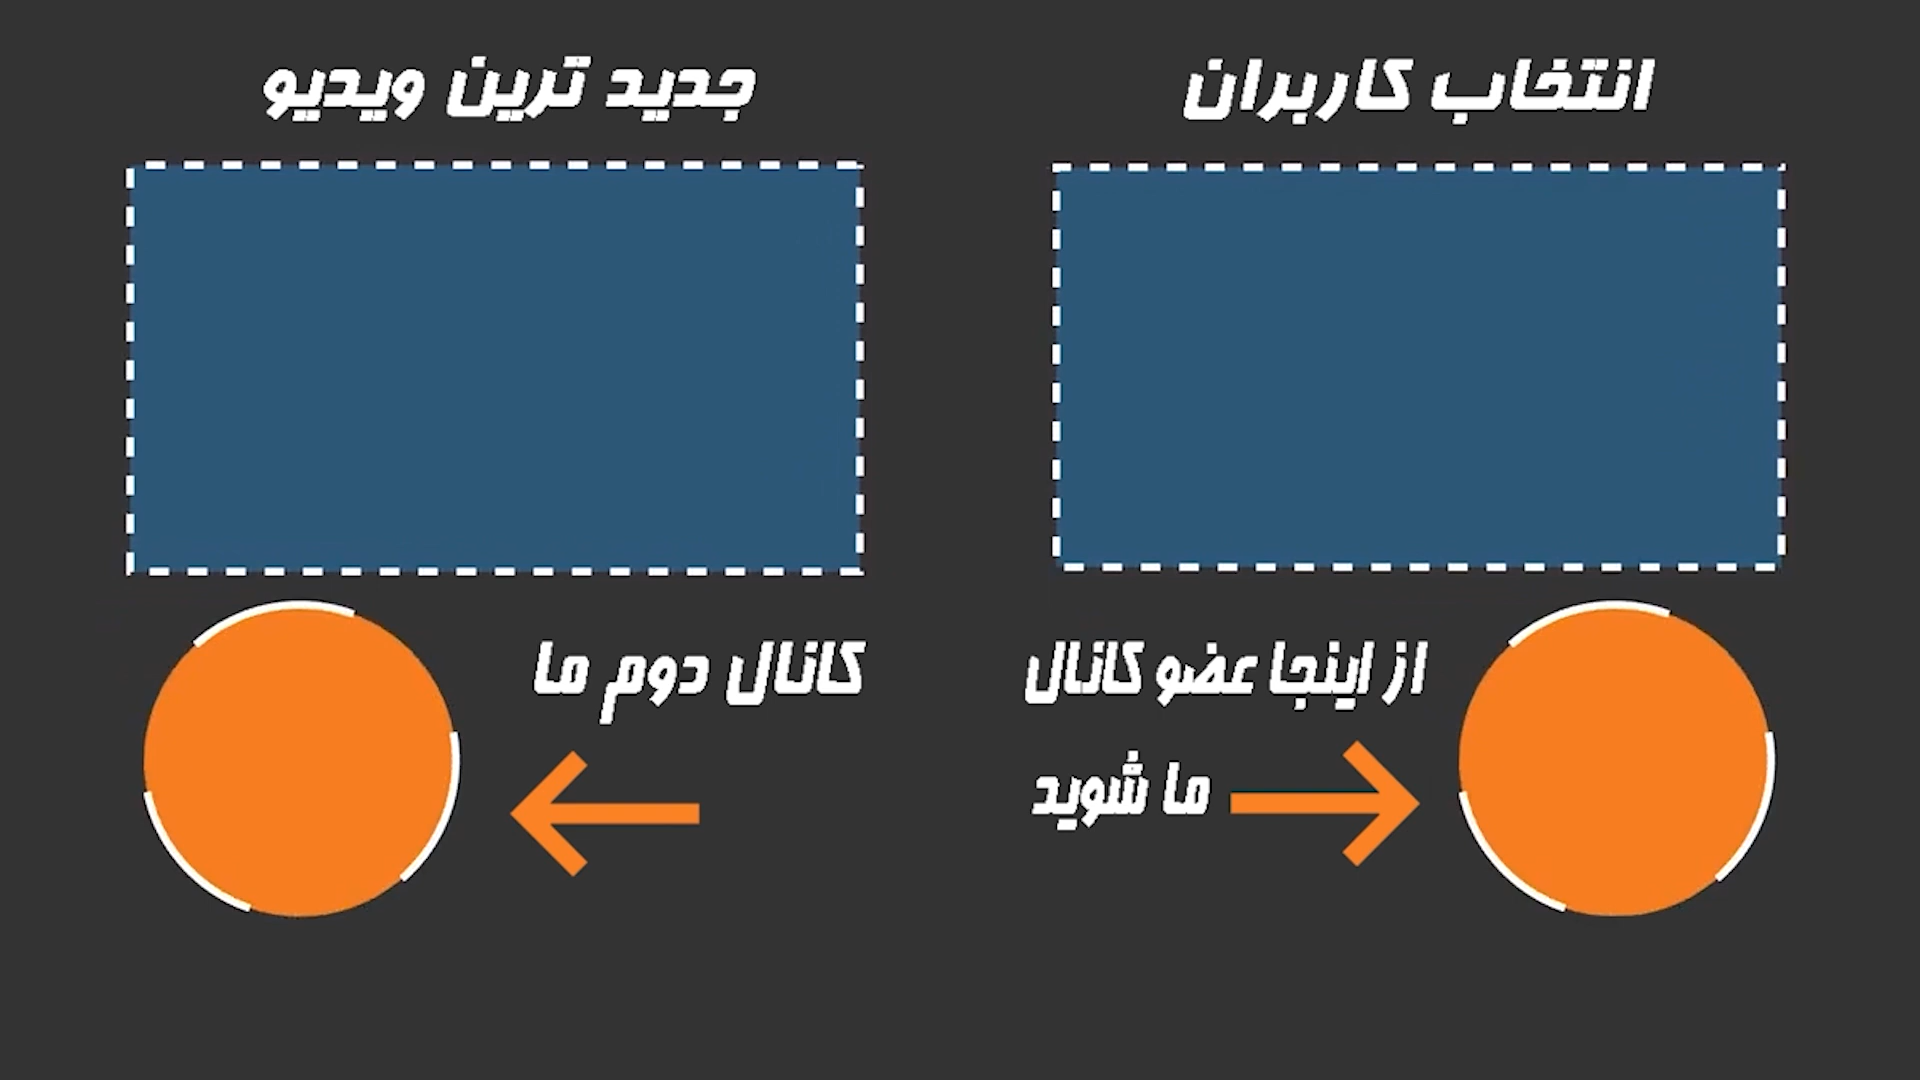 انتخاب کاربران
جدید ترین ویدیو
از اینجا عضو کانال
ما شوید
کانال دوم ما